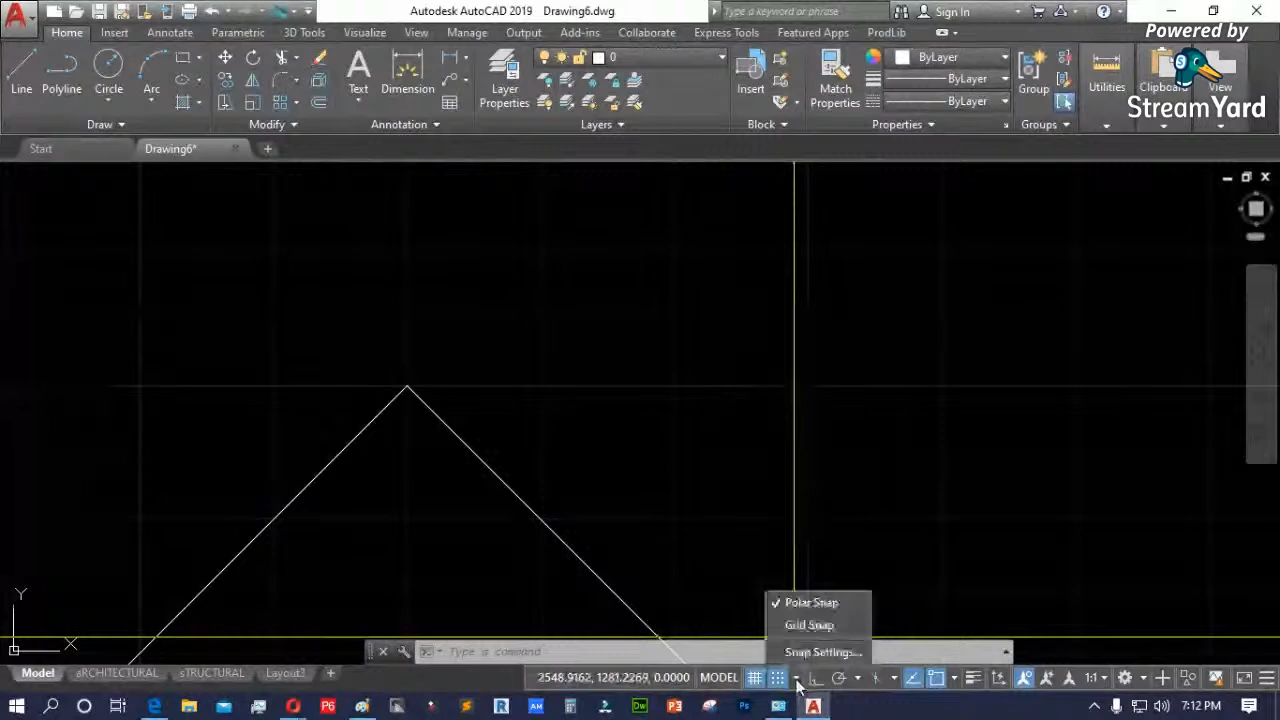 Autodesk AutoCAD 2019 Drawing6.dwg
Type a keyword or phrase
Sign In
Home Insert Annotate Parametric 3D Tools Visualize View Manage Output Add-ins Collaborate Express Tools Featured Apps ProdLib
Powered by
StreamYard
0
ByLayer
ByLayer
ByLayer
Line Polyline Circle Arc Text Dimension Layer Properties Insert Match Properties Group Utilities Clipboard View
Draw Modify Annotation Layers Block Properties Groups
Start Drawing6*
Y
X
Polar Snap
Grid Snap
Snap Settings...
Type a command
Model aRCHITECTURAL sTRUCTURAL Layout2
2548.9162, 1281.2269, 0.0000 MODEL 1:1
7:12 PM